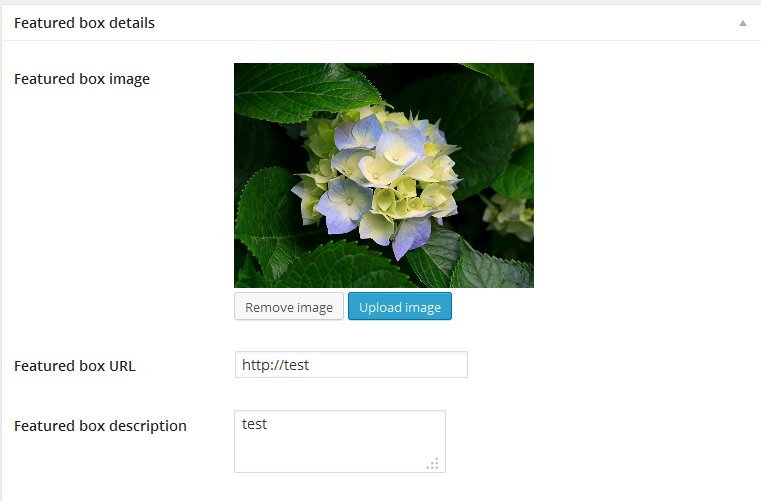 Featured box details
Featured box image
Remove image Upload image
Featured box URL http://test
Featured box description test